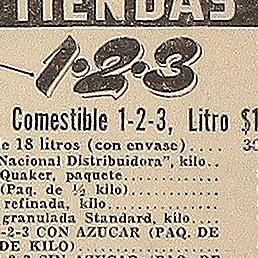 TIENDAS
1·2·3
Comestible 1-2-3, Litro $1
e 18 litros (con envase)....
Nacional Distribuidora", kilo..
Quaker, paquete............
(Paq. de ½ kilo)...........
refinada, kilo..............
granulada Standard, kilo....
-2-3 CON AZUCAR (PAQ. DE
DE KILO)...................